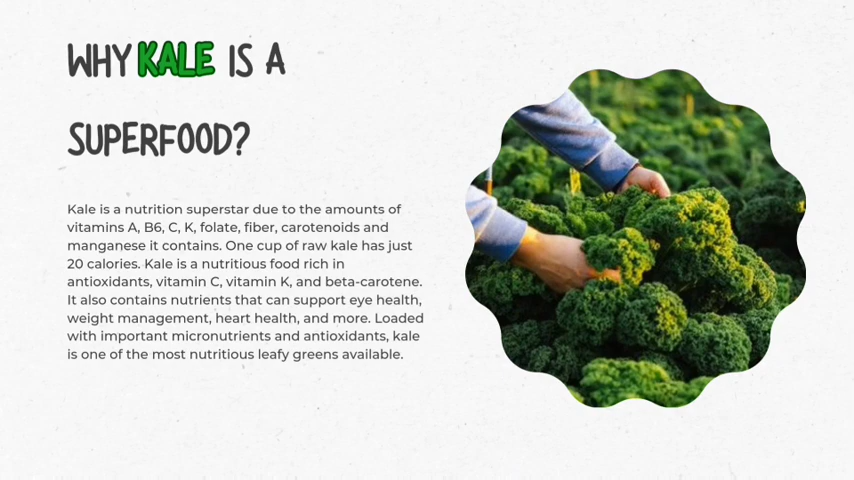 WHY KALE IS A
SUPERFOOD?
Kale is a nutrition superstar due to the amounts of
vitamins A, B6, C, K, folate, fiber, carotenoids and
manganese it contains. One cup of raw kale has just
20 calories. Kale is a nutritious food rich in
antioxidants, vitamin C, vitamin K, and beta-carotene.
It also contains nutrients that can support eye health,
weight management, heart health, and more. Loaded
with important micronutrients and antioxidants, kale
is one of the most nutritious leafy greens available.